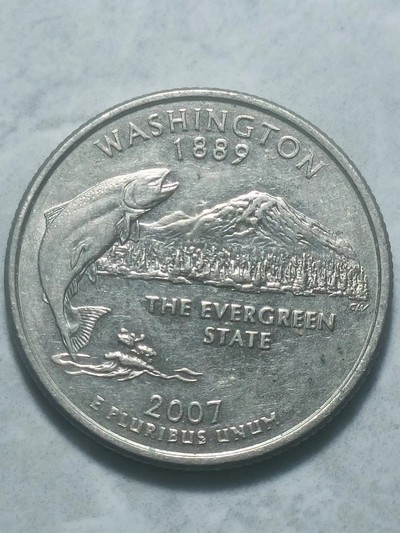 WASHINGTON
1889
THE EVERGREEN
STATE
2007
E PLURIBUS UNUM